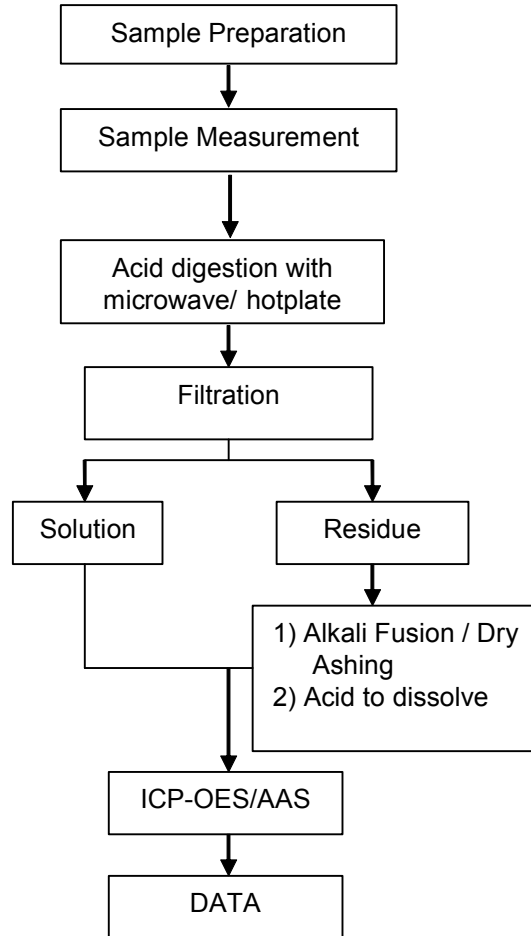 Sample Preparation
Sample Measurement
Acid digestion with
microwave/ hotplate
Filtration
Solution
Residue
1) Alkali Fusion / Dry
Ashing
2) Acid to dissolve
ICP-OES/AAS
DATA